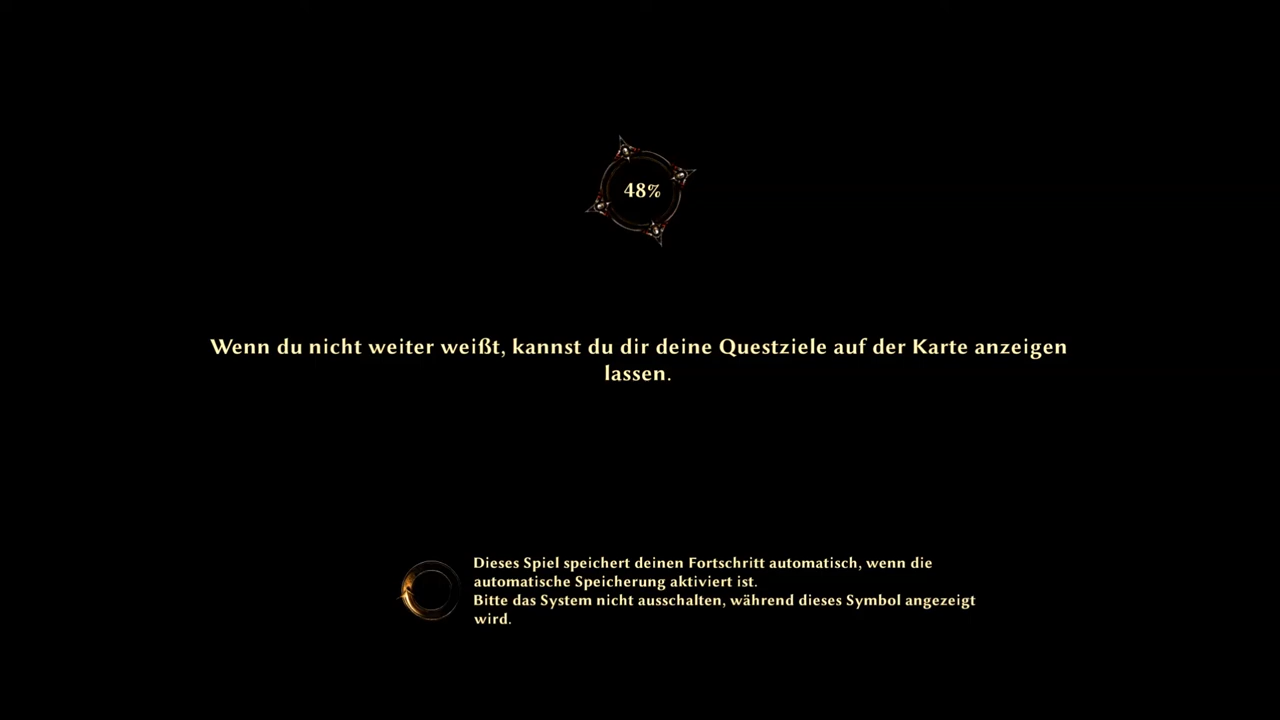 48%
Wenn du nicht weiter weißt, kannst du dir deine Questziele auf der Karte anzeigen
lassen.
Dieses Spiel speichert deinen Fortschritt automatisch, wenn die
automatische Speicherung aktiviert ist.
Bitte das System nicht ausschalten, während dieses Symbol angezeigt
wird.